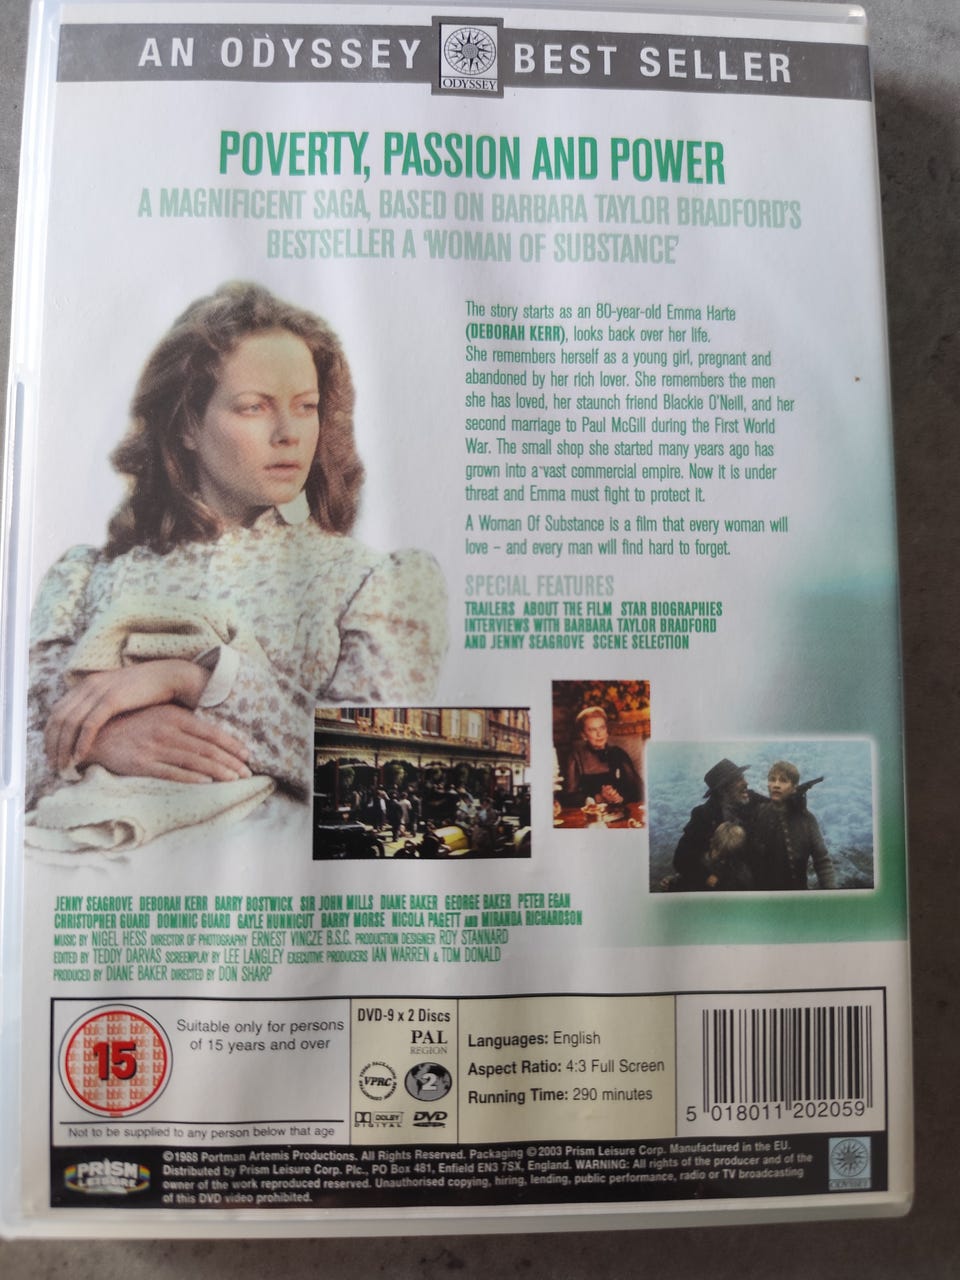 AN ODYSSEY BEST SELLER
ODYSSEY
POVERTY, PASSION AND POWER
A MAGNIFICENT SAGA, BASED ON BARBARA TAYLOR BRADFORD'S
BESTSELLER A 'WOMAN OF SUBSTANCE'
The story starts as an 80-year-old Emma Harte
(DEBORAH KERR), looks back over her life.
She remembers herself as a young girl, pregnant and
abandoned by her rich lover. She remembers the men
she has loved, her staunch friend Blackie O'Neill, and her
second marriage to Paul McGill during the First World
War. The small shop she started many years ago has
grown into a vast commercial empire. Now it is under
threat and Emma must fight to protect it.
A Woman Of Substance is a film that every woman will
love – and every man will find hard to forget.
SPECIAL FEATURES
TRAILERS ABOUT THE FILM STAR BIOGRAPHIES
INTERVIEWS WITH BARBARA TAYLOR BRADFORD
AND JENNY SEAGROVE SCENE SELECTION
HARTES
JENNY SEAGROVE DEBORAH KERR BARRY BOSTWICK SIR JOHN MILLS DIANE BAKER GEORGE BAKER PETER EGAN
CHRISTOPHER GUARD DOMINIC GUARD GAYLE HUNNICUT BARRY MORSE NICOLA PAGETT AND MIRANDA RICHARDSON
MUSIC BY NIGEL HESS DIRECTOR OF PHOTOGRAPHY ERNEST VINCZE B.S.C. PRODUCTION DESIGNER ROY STANNARD
EDITED BY TEDDY DARVAS SCREENPLAY BY LEE LANGLEY EXECUTIVE PRODUCERS IAN WARREN & TOM DONALD
PRODUCED BY DIANE BAKER DIRECTED BY DON SHARP
15
Suitable only for persons
of 15 years and over
Not to be supplied to any person below that age
DVD-9 x 2 Discs
PAL
REGION
2
VPRC
DOLBY
DIGITAL
DVD
Languages: English
Aspect Ratio: 4:3 Full Screen
Running Time: 290 minutes
5 018011 202059
PRISM
LEISURE
©1988 Portman Artemis Productions. All Rights Reserved. Packaging ©2003 Prism Leisure Corp. Manufactured in the EU.
Distributed by Prism Leisure Corp. Plc., PO Box 481, Enfield EN3 7SX, England. WARNING: All rights of the producer and of the
owner of the work reproduced reserved. Unauthorised copying, hiring, lending, public performance, radio or TV broadcasting
of this DVD video prohibited.
ODYSSEY